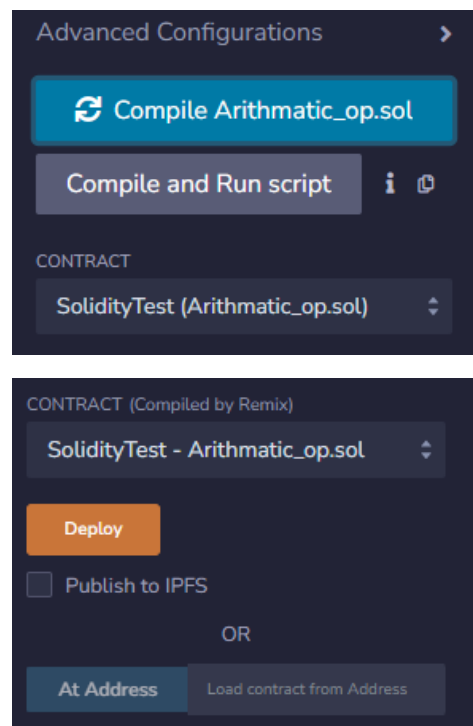 Advanced Configurations
Compile Arithmatic_op.sol
Compile and Run script
CONTRACT
SolidityTest (Arithmatic_op.sol)
CONTRACT (Compiled by Remix)
SolidityTest - Arithmatic_op.sol
Deploy
Publish to IPFS
OR
At Address Load contract from Address